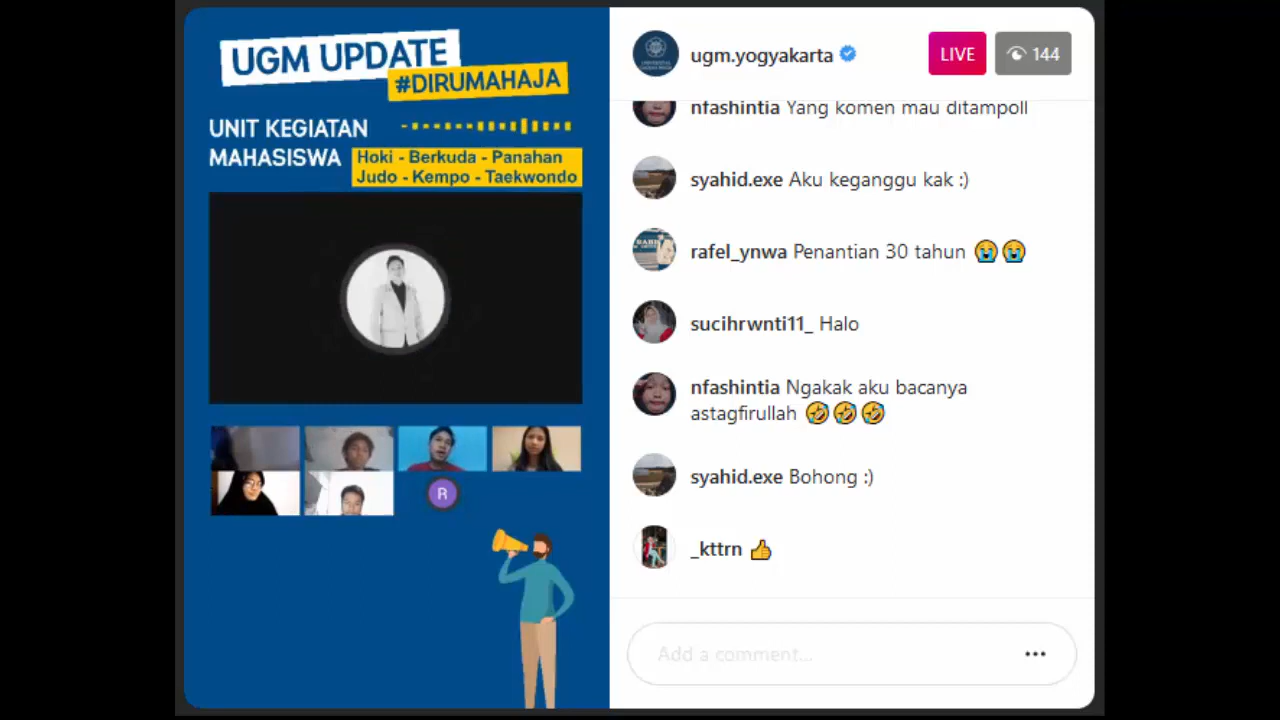 UGM UPDATE
#DIRUMAHAJA
UNIT KEGIATAN
MAHASISWA
Hoki - Berkuda - Panahan
Judo - Kempo - Taekwondo
R
ugm.yogyakarta
LIVE
144
nfashintia Yang komen mau ditampoll
syahid.exe Aku keganggu kak :)
rafel_ynwa Penantian 30 tahun 😭😭
sucihrwnti11_ Halo
nfashintia Ngakak aku bacanya
astagfirullah 🤣🤣🤣
syahid.exe Bohong :)
_kttrn 👍
Add a comment...